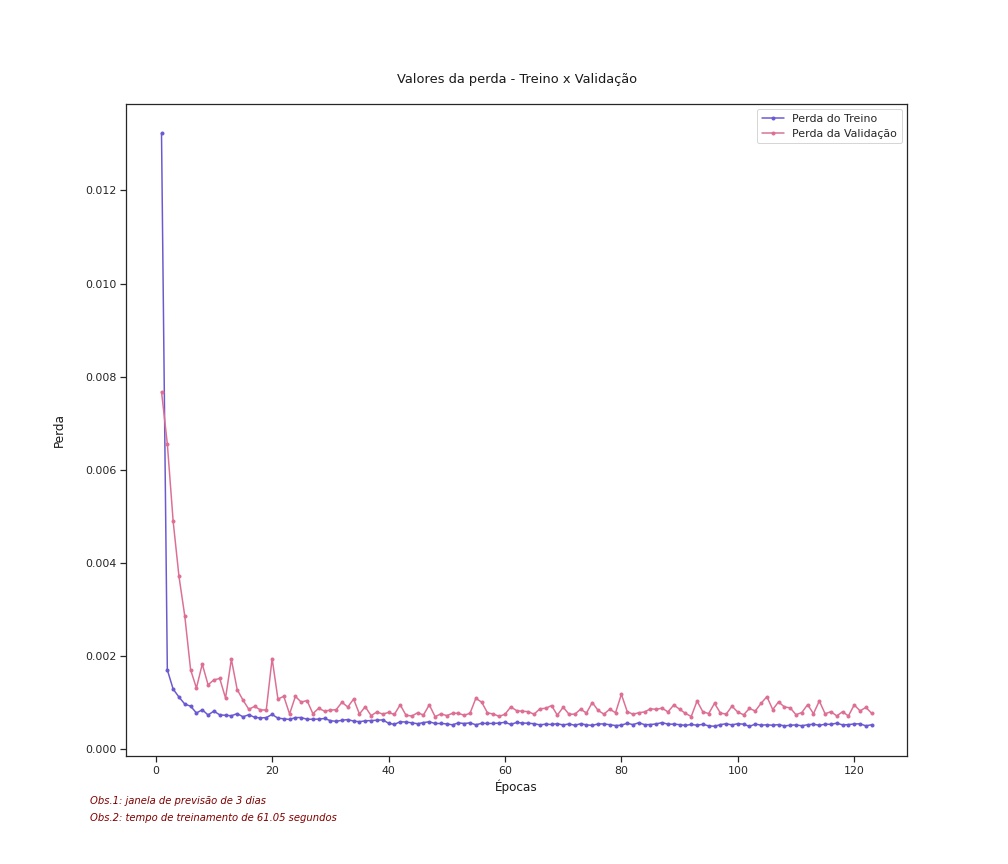 Valores da perda - Treino x Validação
Perda do Treino
Perda da Validação
0.012
0.010
0.008
0.006
0.004
0.002
0.000
Perda
0 20 40 60 80 100 120
Épocas
Obs.1: janela de previsão de 3 dias
Obs.2: tempo de treinamento de 61.05 segundos